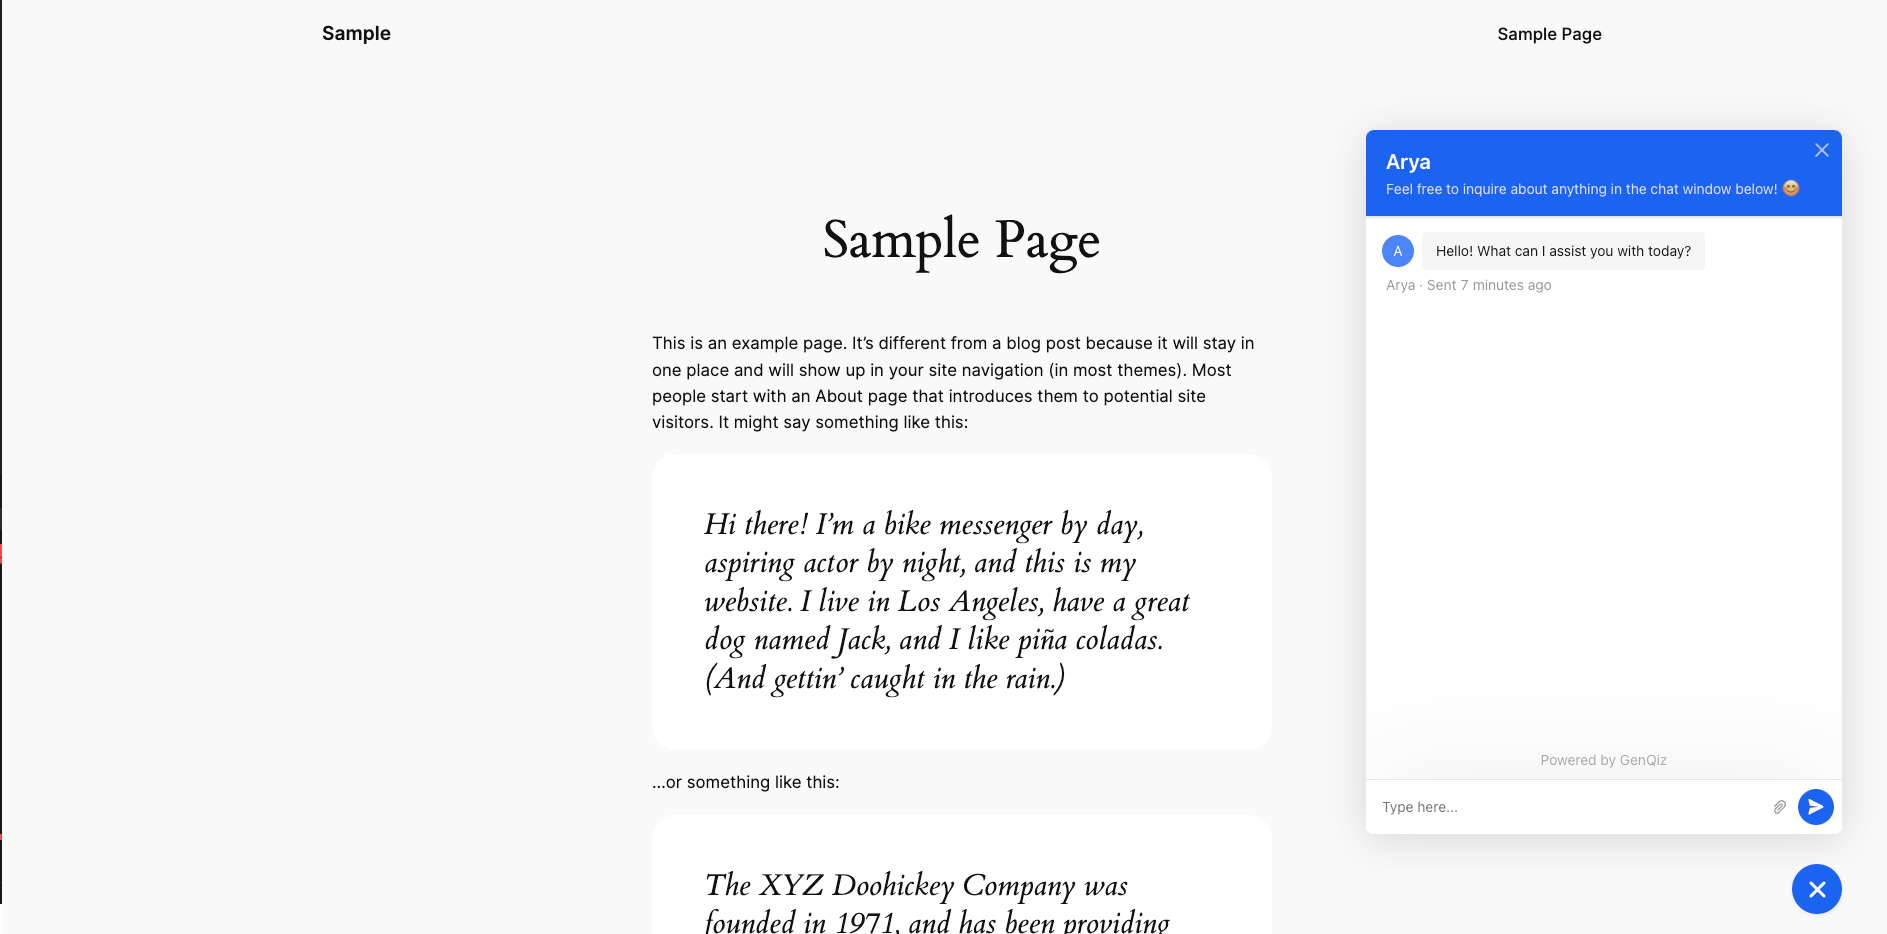 Sample
Sample Page
Sample Page
This is an example page. It’s different from a blog post because it will stay in
one place and will show up in your site navigation (in most themes). Most
people start with an About page that introduces them to potential site
visitors. It might say something like this:
Hi there! I’m a bike messenger by day,
aspiring actor by night, and this is my
website. I live in Los Angeles, have a great
dog named Jack, and I like piña coladas.
(And gettin’ caught in the rain.)
…or something like this:
The XYZ Doohickey Company was
founded in 1971, and has been providing
Arya
Feel free to inquire about anything in the chat window below! 😊
A
Hello! What can I assist you with today?
Arya · Sent 7 minutes ago
Powered by GenQiz
Type here...